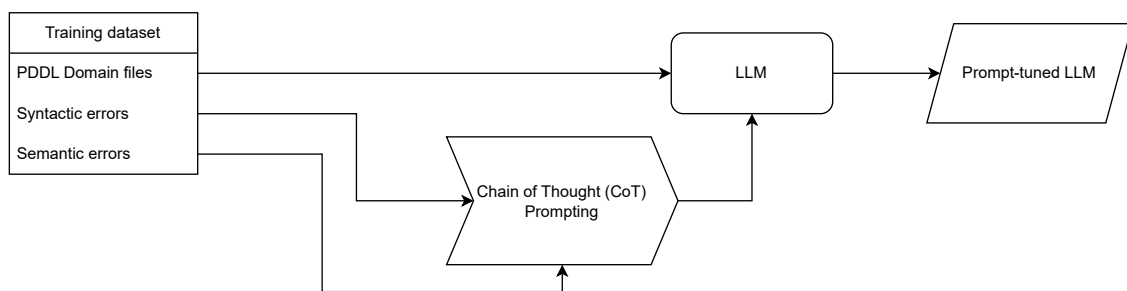 Training dataset
PDDL Domain files
Syntactic errors
Semantic errors
LLM
Prompt-tuned LLM
Chain of Thought (CoT)
Prompting